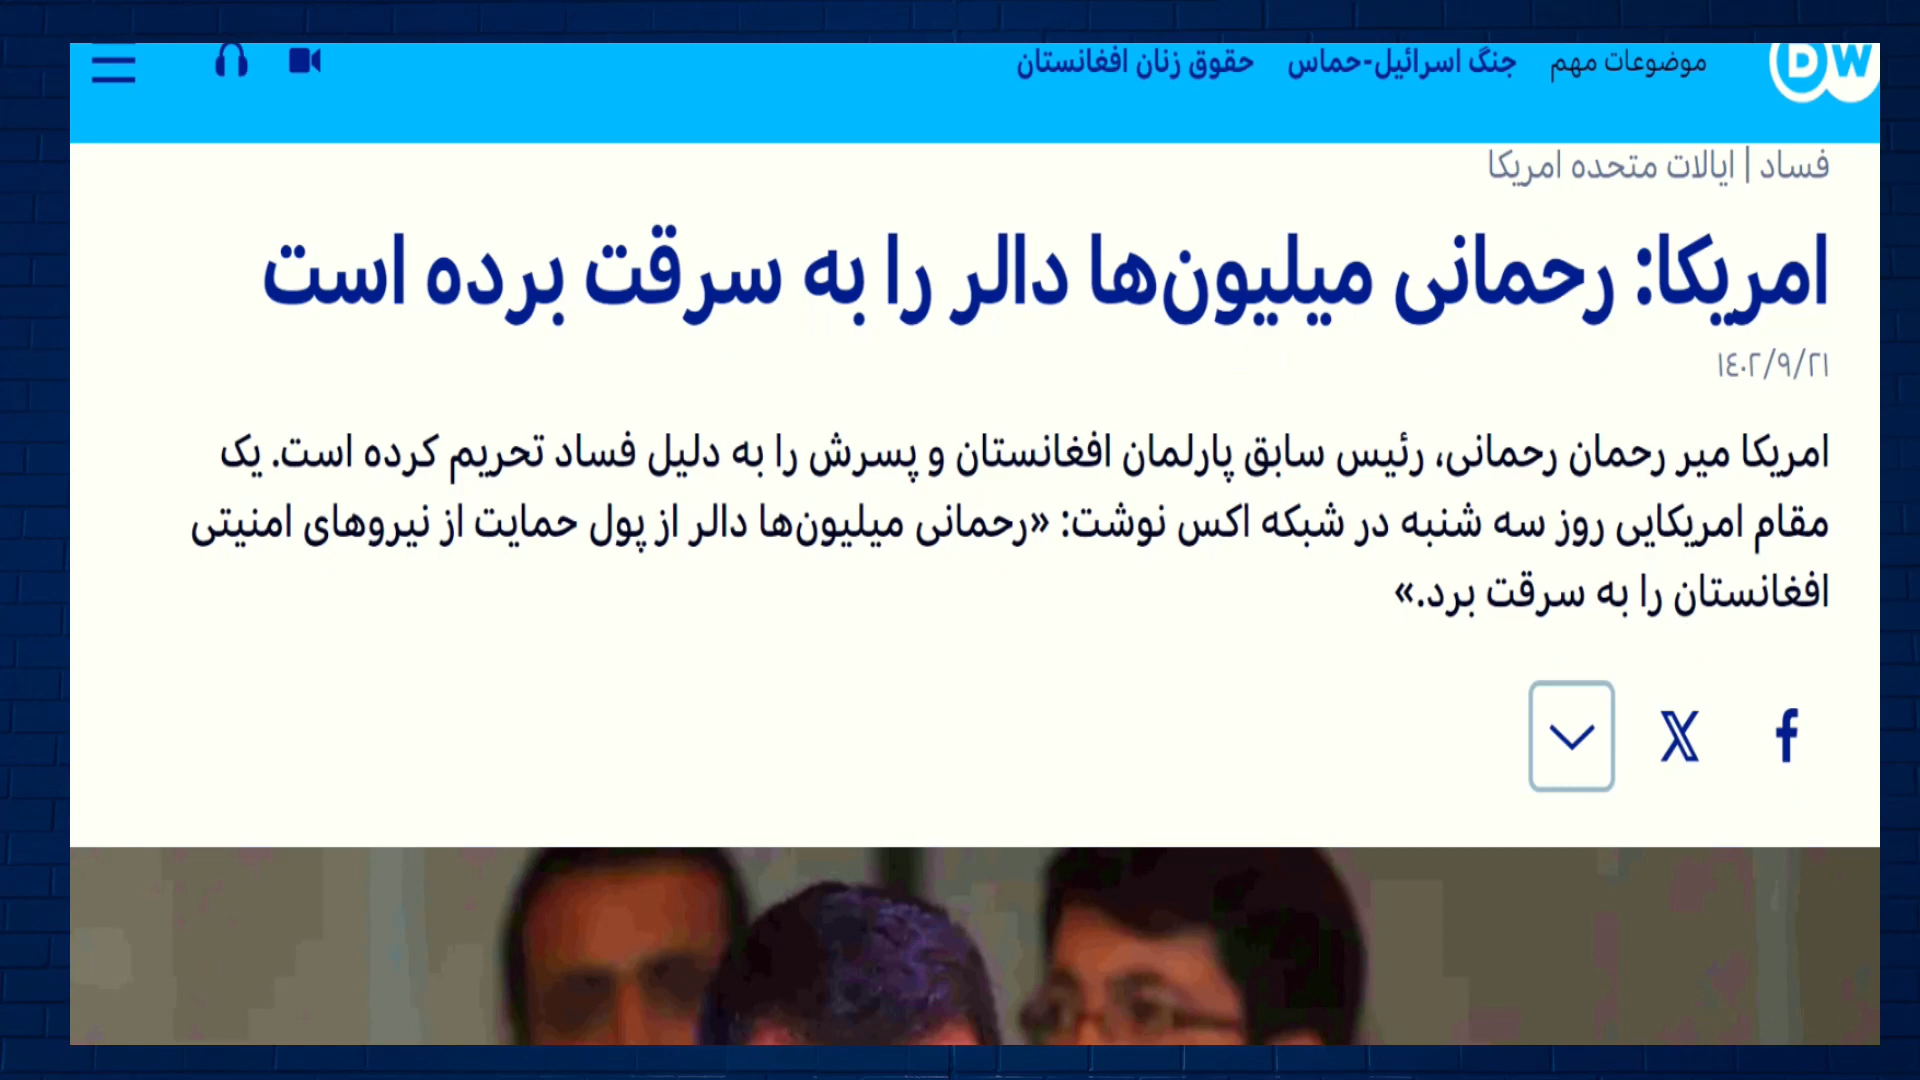 DW موضوعات مهم جنگ اسرائیل-حماس حقوق زنان افغانستان
فساد | ایالات متحده امریکا
امریکا: رحمانی میلیون‌ها دالر را به سرقت برده است
۱٤۰۲/۹/۲۱
امریکا میر رحمان رحمانی، رئیس سابق پارلمان افغانستان و پسرش را به دلیل فساد تحریم کرده است. یک
مقام امریکایی روز سه شنبه در شبکه اکس نوشت: «رحمانی میلیون‌ها دالر از پول حمایت از نیروهای امنیتی
افغانستان را به سرقت برد.»